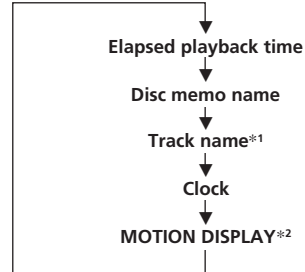 Elapsed playback time
Disc memo name
Track name*1
Clock
MOTION DISPLAY*2